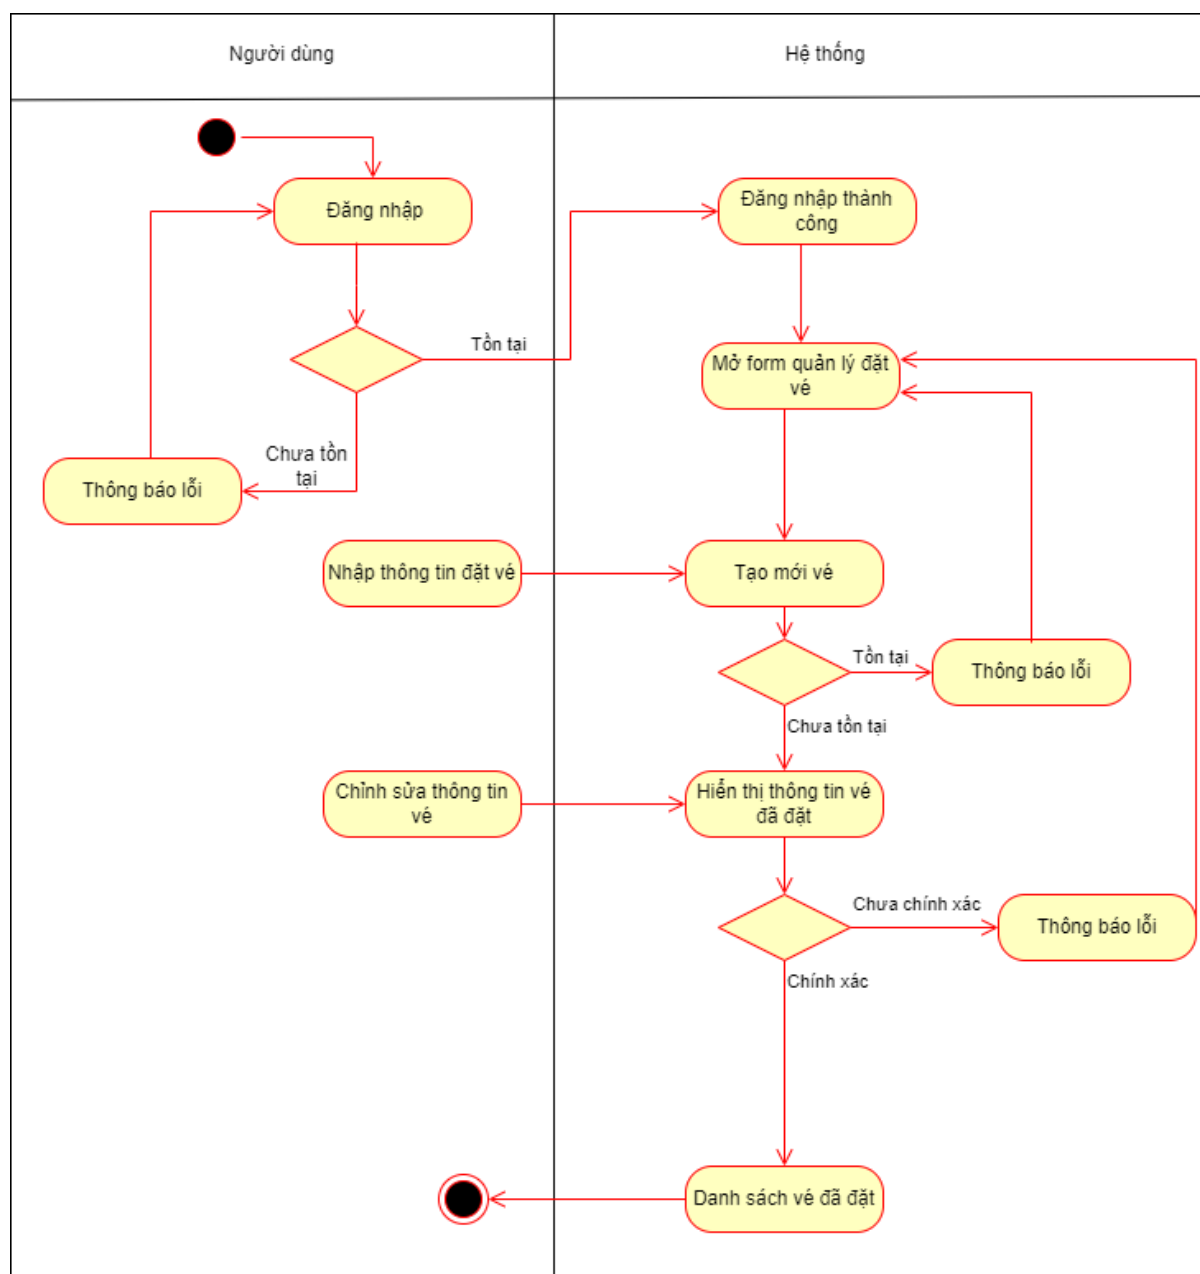 Người dùng
Hệ thống
Đăng nhập
Đăng nhập thành
công
Tồn tại
Mở form quản lý đặt
vé
Chưa tồn
tại
Thông báo lỗi
Nhập thông tin đặt vé
Tạo mới vé
Tồn tại
Thông báo lỗi
Chưa tồn tại
Chỉnh sửa thông tin
vé
Hiển thị thông tin vé
đã đặt
Chưa chính xác
Thông báo lỗi
Chính xác
Danh sách vé đã đặt